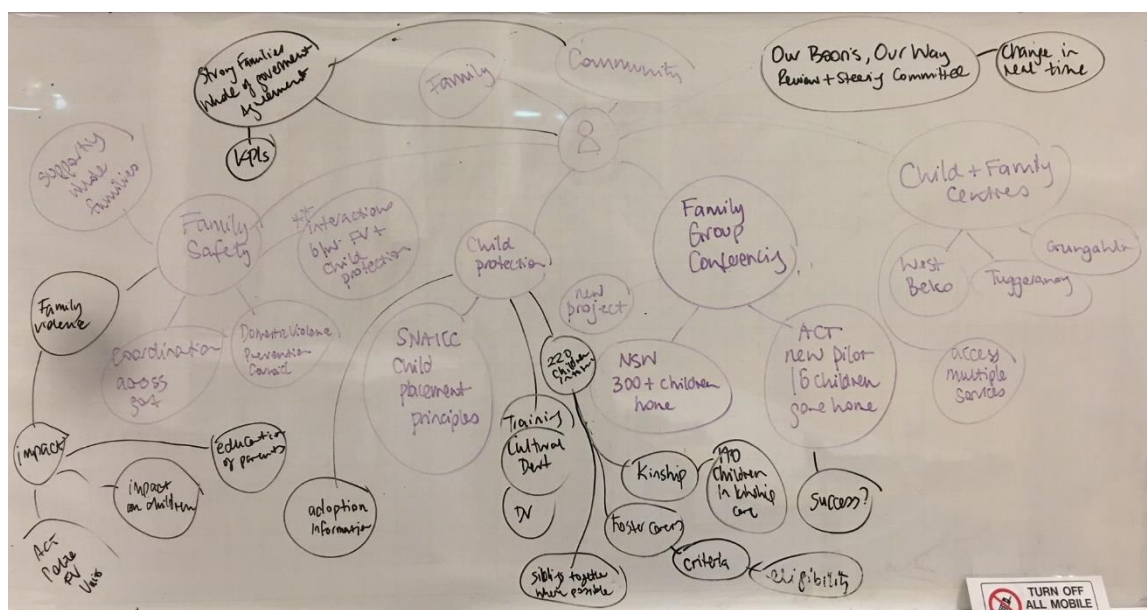 Strong Families
Whole of government
Agreement
KPIs
Family
Community
Our Booris, Our Way
Review + Steering Committee
Change in
real time
Supporting
whole
families
Family
Safety
interactions
b/w FV +
Child
protection
Child
protection
Family
Group
Conferencing
Child + Family
Centres
West
Belco
Tuggeranong
Gungahlin
access
multiple
services
Family
violence
Coordination
across
govt
Domestic Violence
Prevention
Council
SNAICC
Child
placement
principles
new
project
220
Children
NSW
300+ children
home
ACT
new pilot
16 children
gone home
success?
impact
education
of parents
impact
on children
ACT
Police
FV
Unit
adoption
information
Training
Cultural
DV
Kinship
140
Children
in kinship
care
Foster carers
criteria
eligibility
siblings together
where possible
TURN OFF
ALL MOBILE